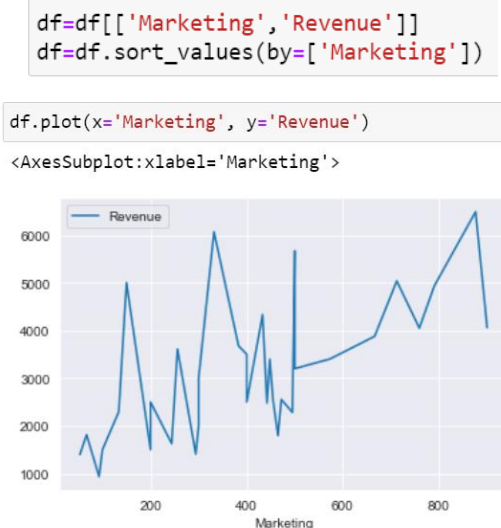 df=df[['Marketing','Revenue']]
df=df.sort_values(by=['Marketing'])
df.plot(x='Marketing', y='Revenue')
<AxesSubplot:xlabel='Marketing'>
Revenue
6000
5000
4000
3000
2000
1000
200 400 600 800
Marketing